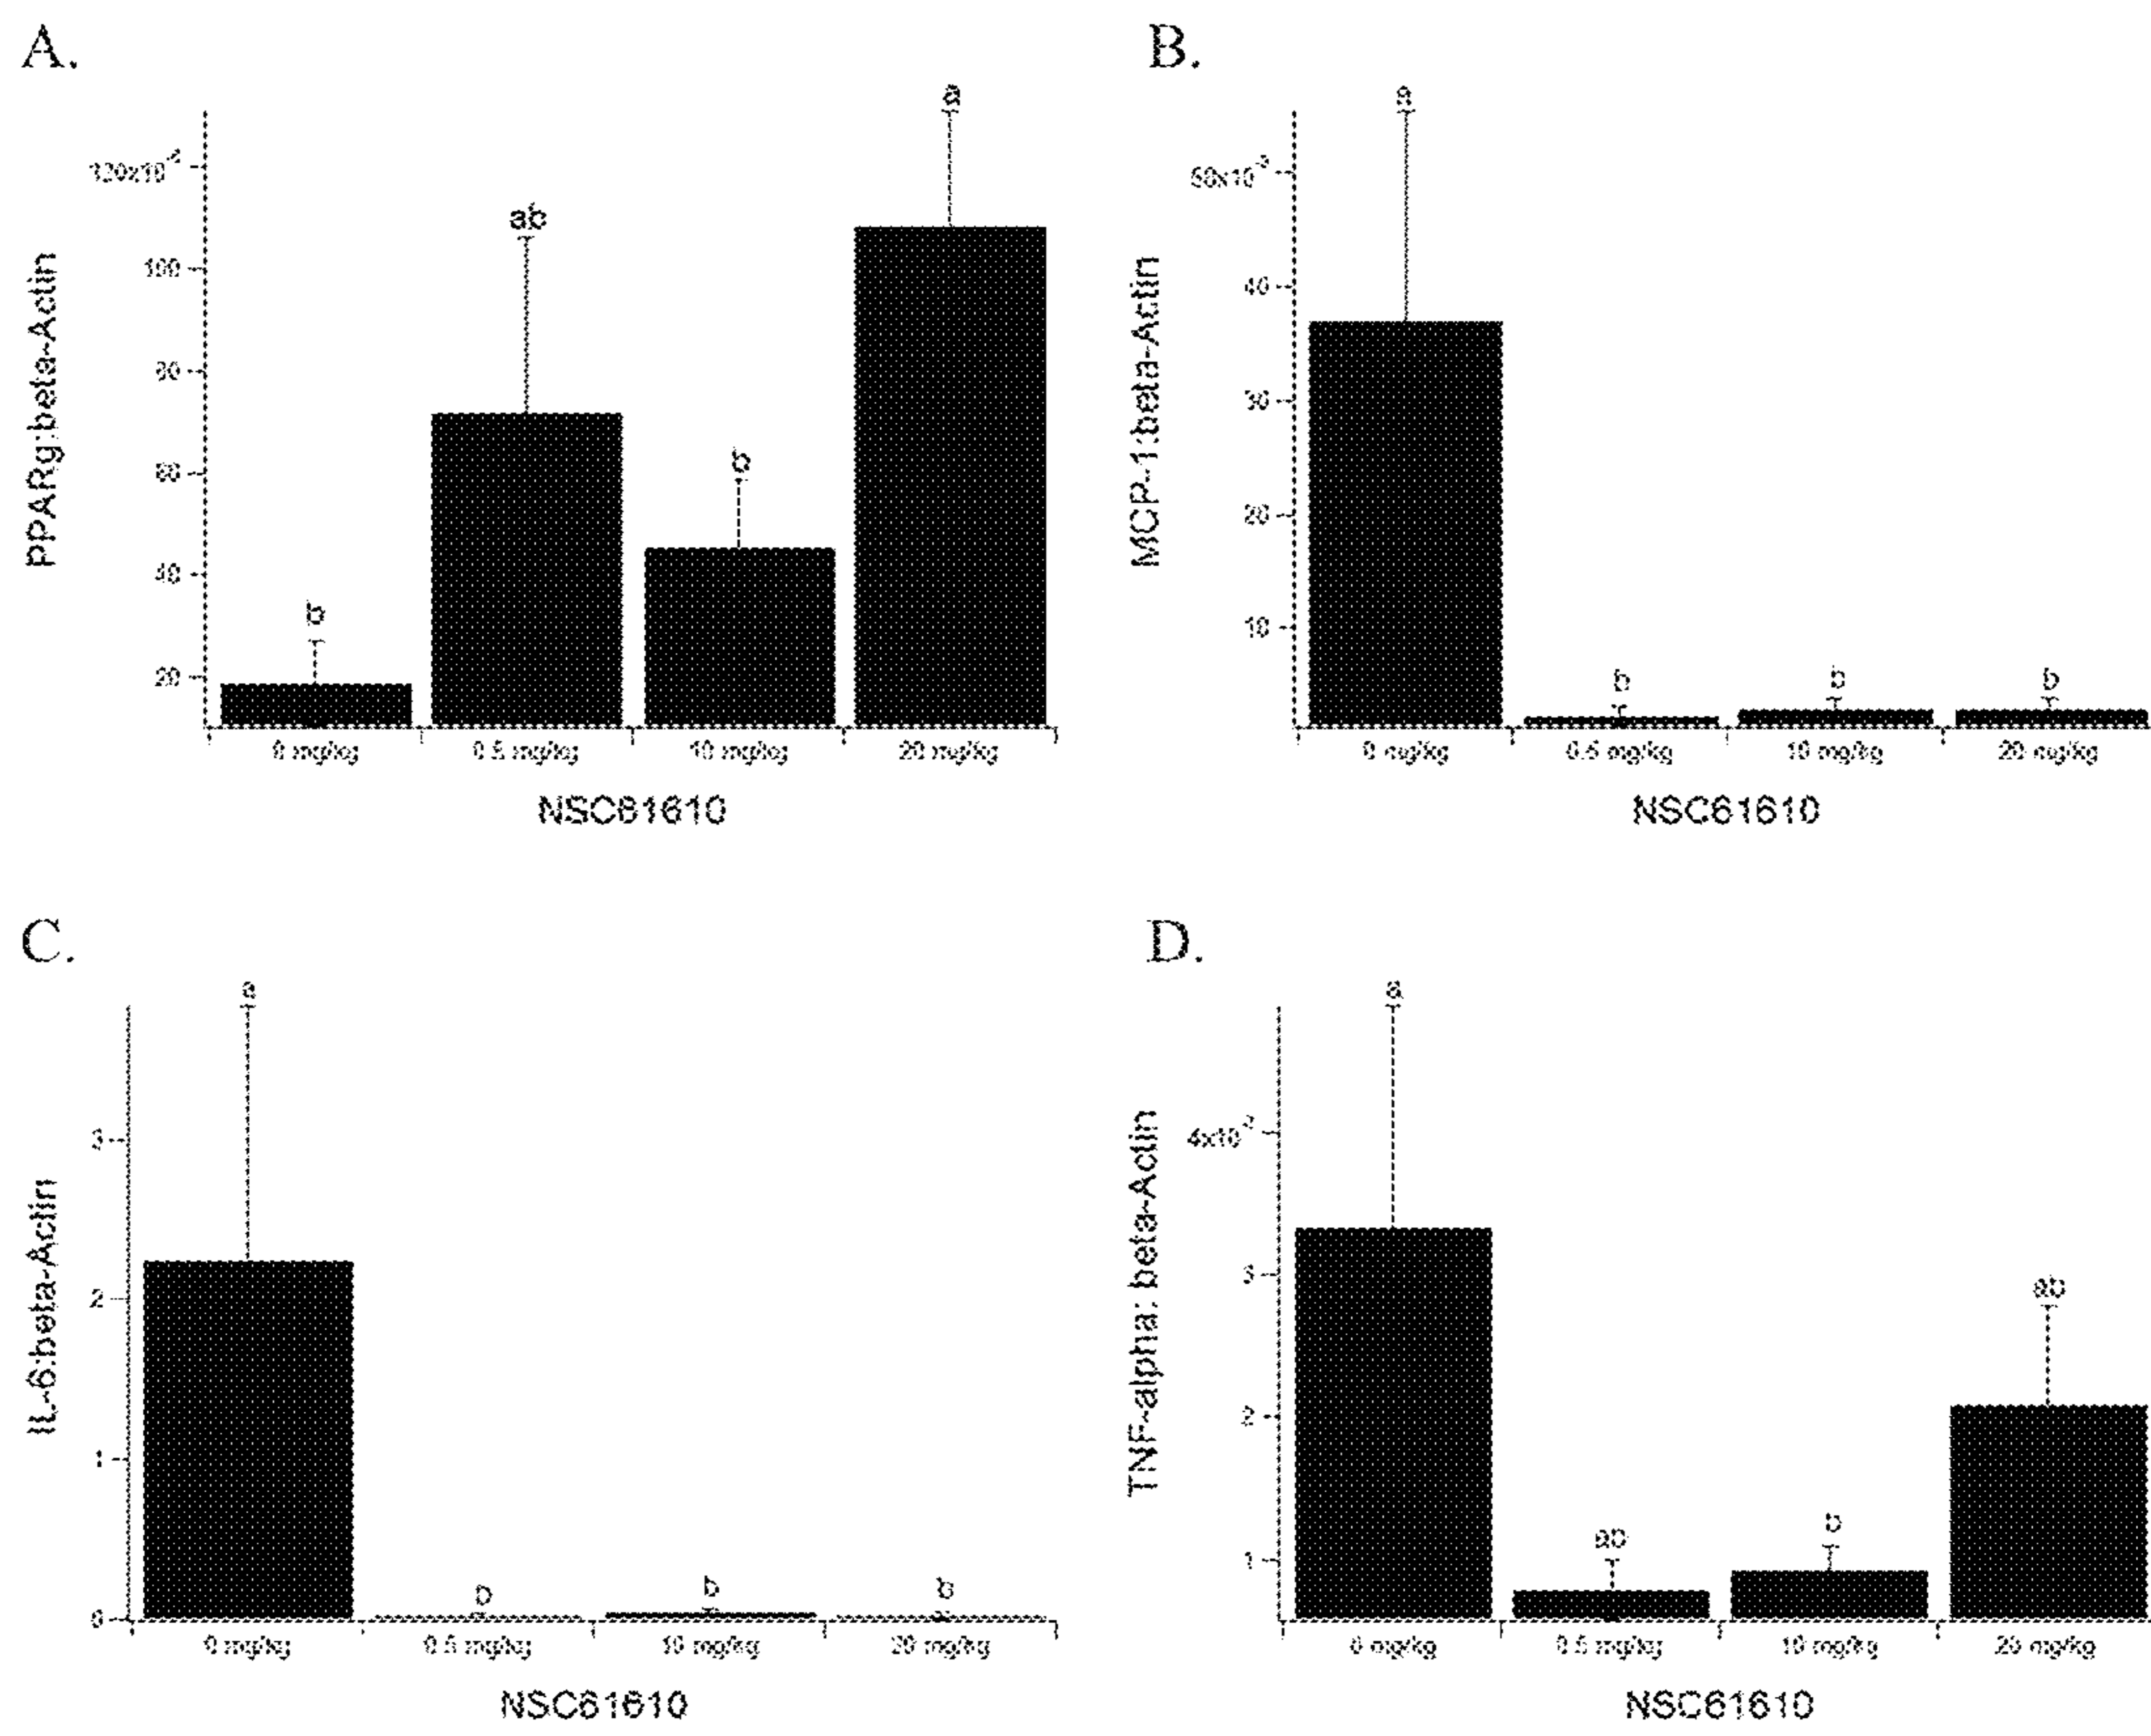 A.
a
ab
b
b
100
80
60
40
20
PPARg:beta-Actin
0 mg/kg
0.5 mg/kg
10 mg/kg
20 mg/kg
NSC61610
B.
a
b
b
b
40
30
20
10
MCP-1:beta-Actin
0 mg/kg
0.5 mg/kg
10 mg/kg
20 mg/kg
NSC61610
C.
a
b
b
b
3
2
1
0
IL-6:beta-Actin
0 mg/kg
0.5 mg/kg
10 mg/kg
20 mg/kg
NSC61610
D.
a
ab
b
ab
3
2
1
TNF-alpha: beta-Actin
0 mg/kg
0.5 mg/kg
10 mg/kg
20 mg/kg
NSC61610